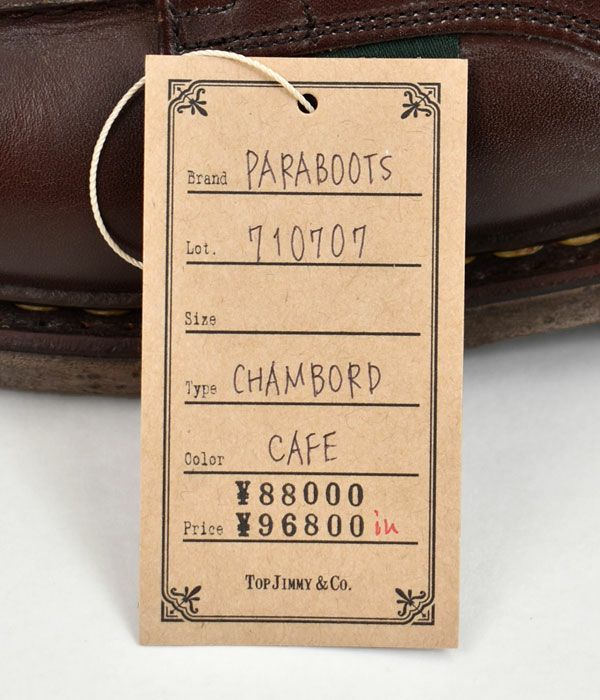 Brand PARABOOTS
Lot. 710707
Size
Type CHAMBORD
Color CAFE
¥88000
Price ¥96800 in
TOP JIMMY & CO.